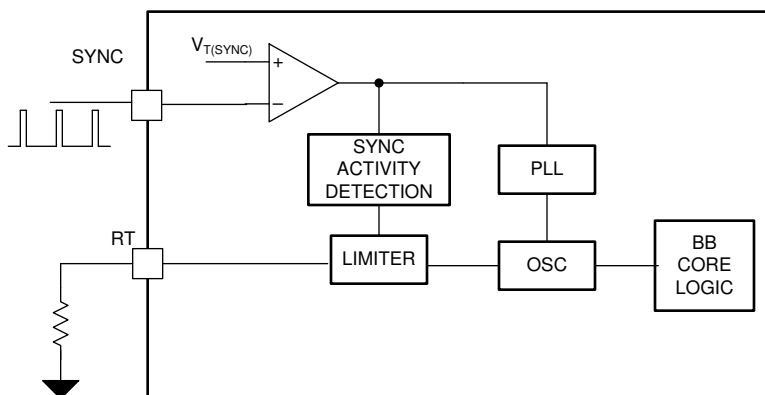 SYNC
V_T(SYNC)
+
−
SYNC
ACTIVITY
DETECTION
PLL
RT
LIMITER
OSC
BB
CORE
LOGIC